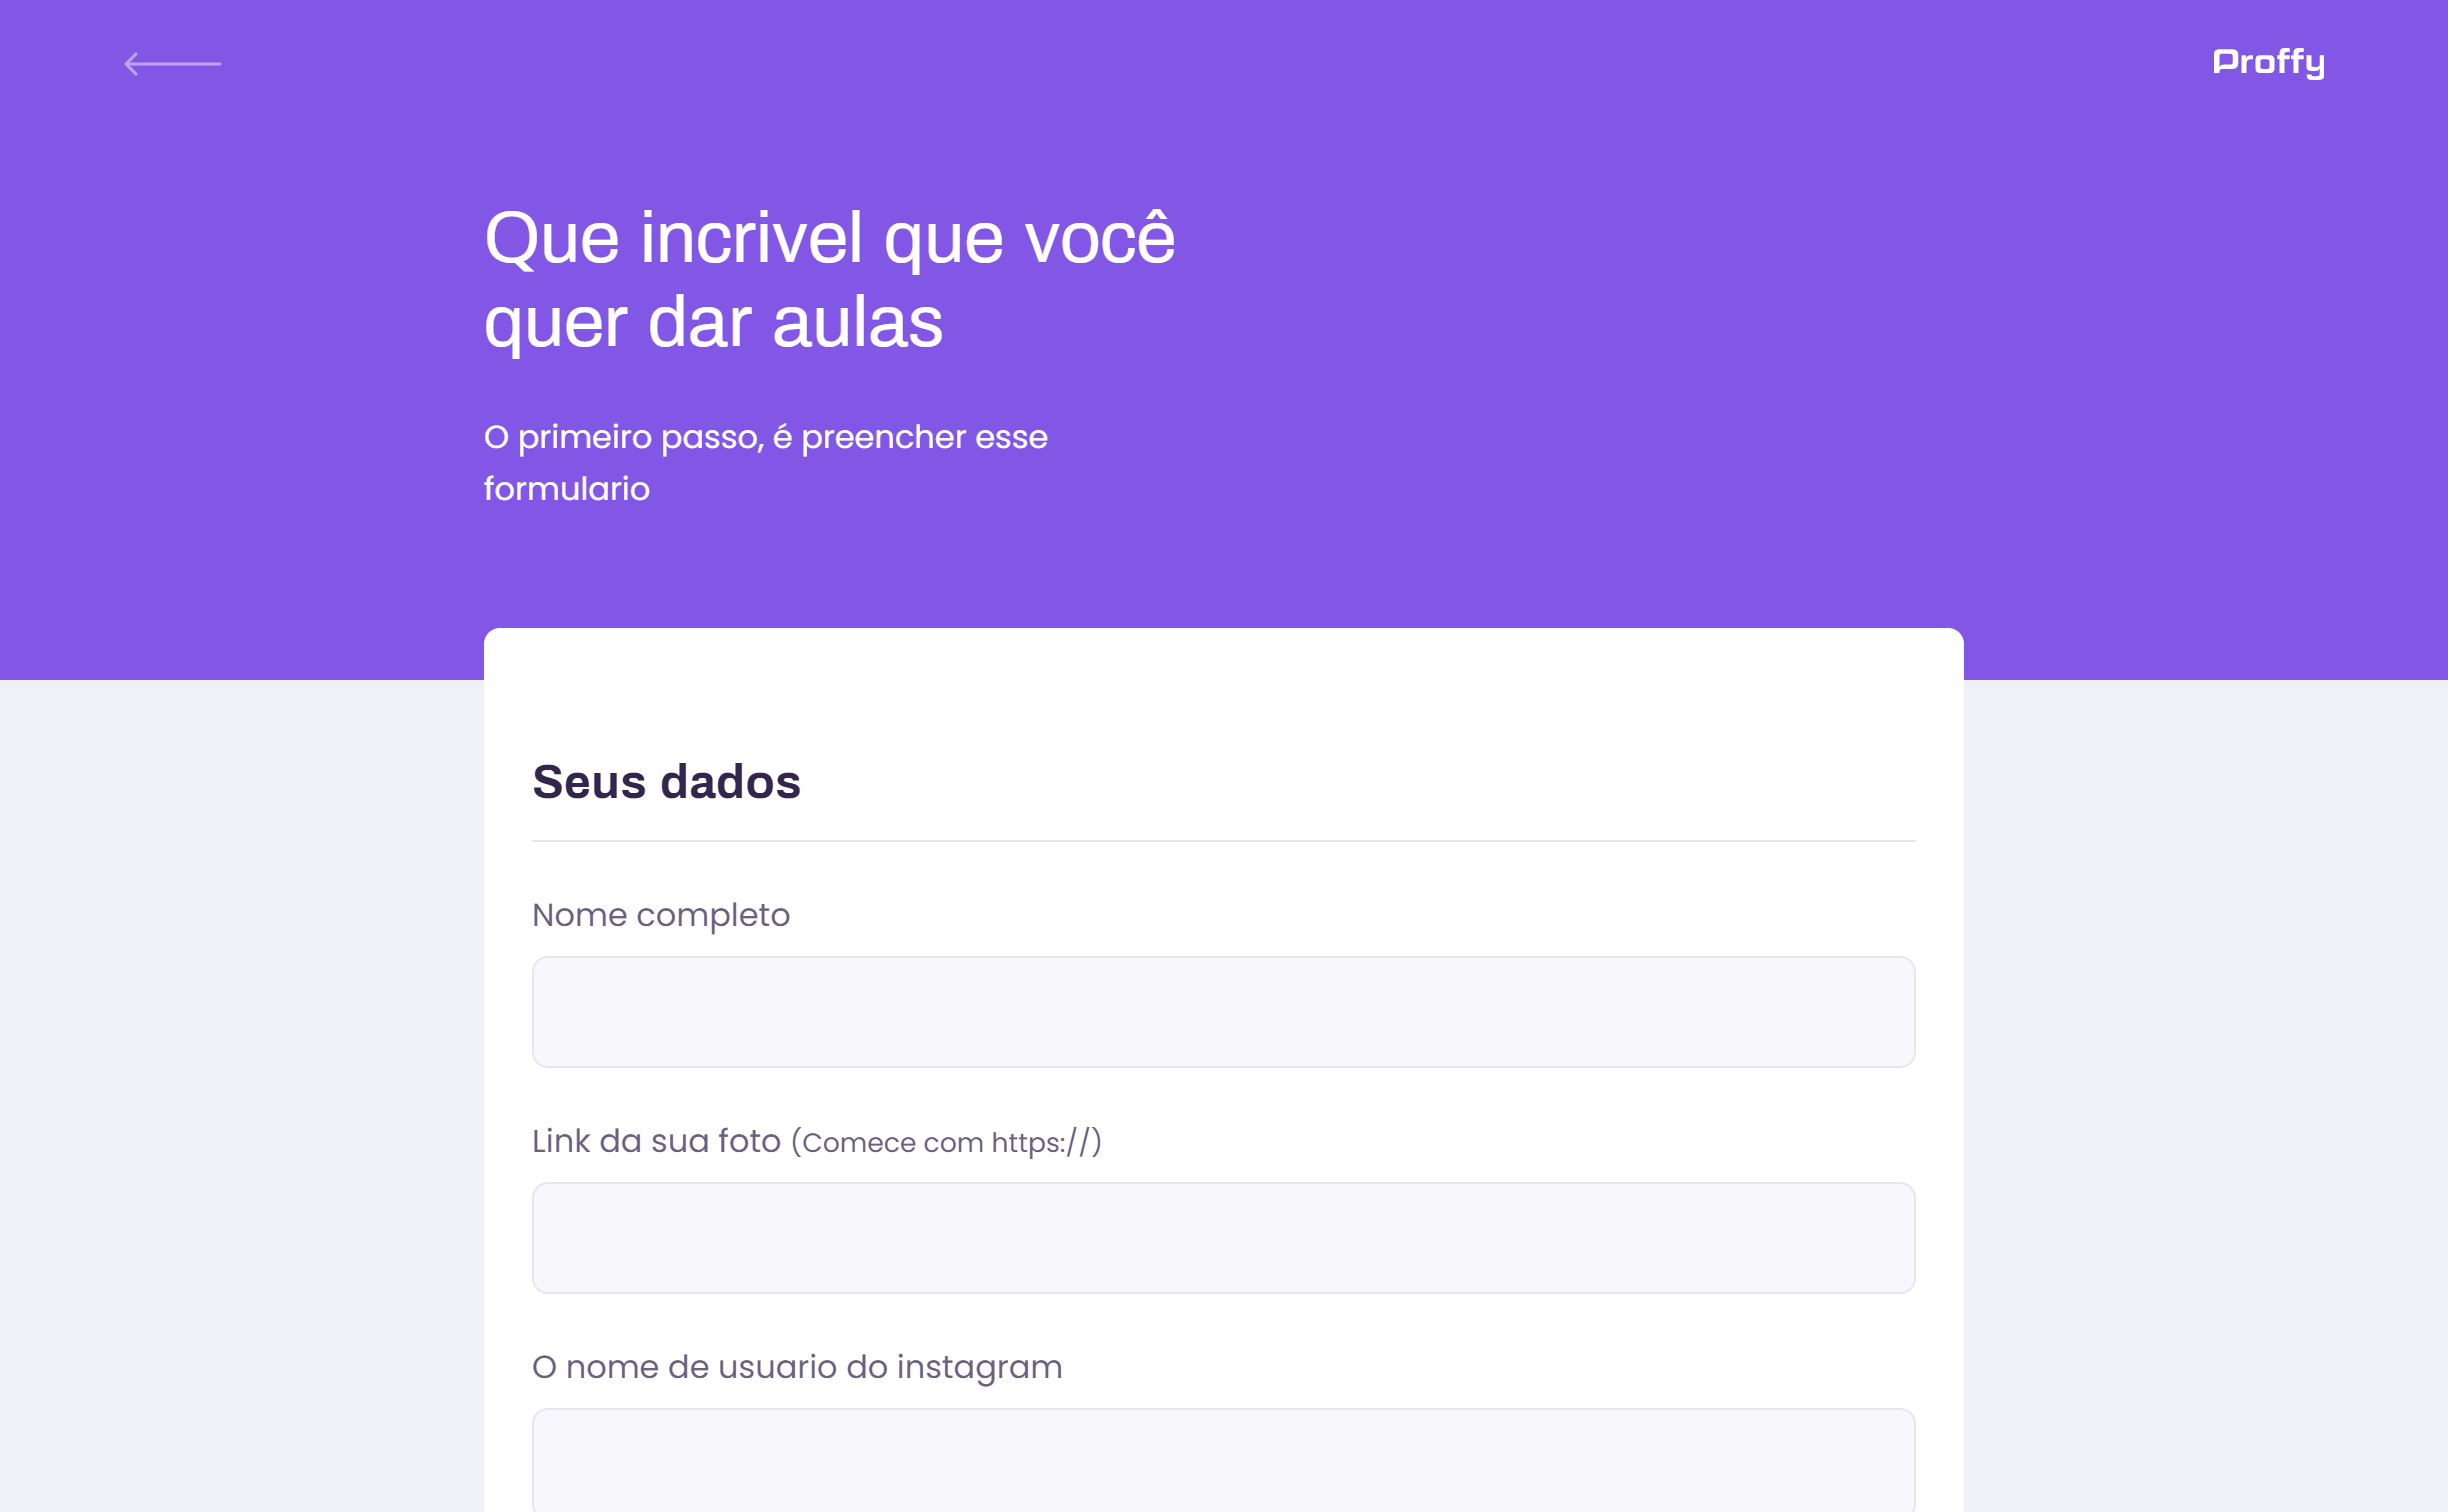 Proffy
Que incrivel que você
quer dar aulas
O primeiro passo, é preencher esse
formulario
Seus dados
Nome completo
Link da sua foto (Comece com https://)
O nome de usuario do instagram